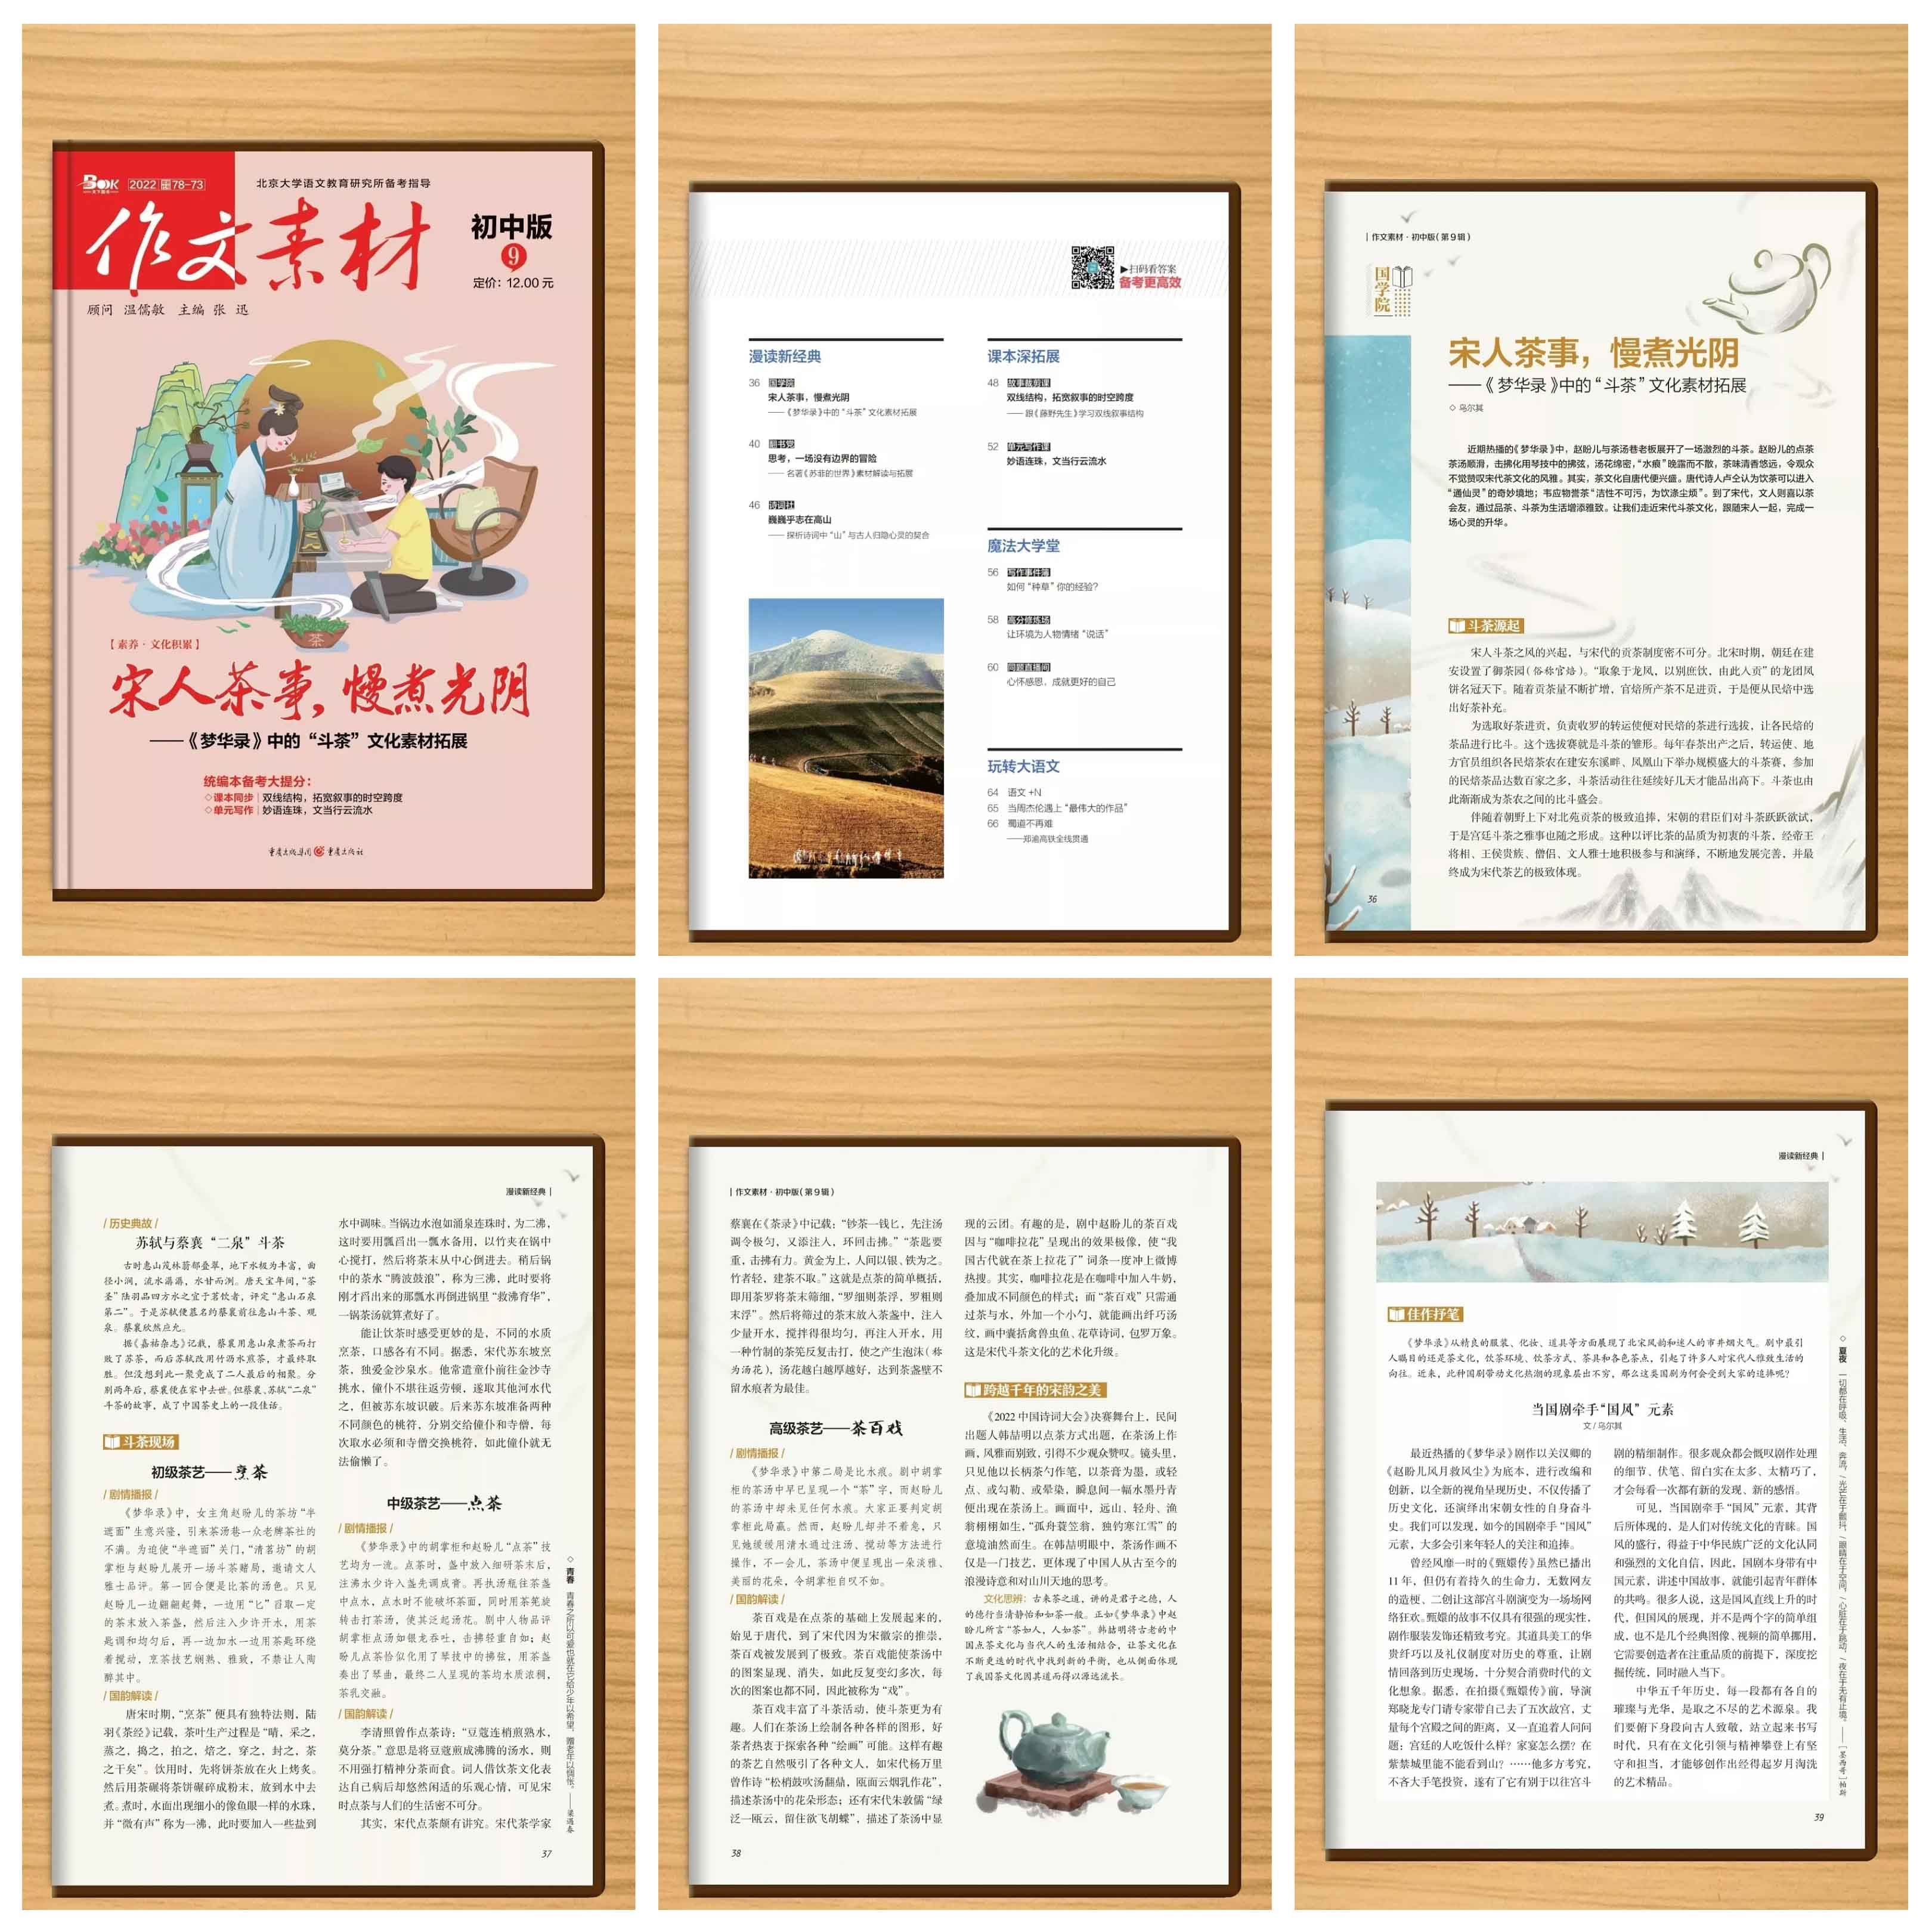 BOOK
2022 78-73
北京大学语文教育研究所备考指导
作文素材
初中版
9
定价：12.00元
顾问 温儒敏 主编 张 迅
茶
【素养·文化积累】
宋人茶事，慢煮光阴
——《梦华录》中的“斗茶”文化素材拓展
统编本备考大提分：
◇课本同步｜双线结构，拓宽叙事的时空跨度
◇单元写作｜妙语连珠，文当行云流水
重庆出版集团 重庆出版社
▶扫码看答案
备考更高效
漫读新经典
36 国学院
宋人茶事，慢煮光阴
——《梦华录》中的“斗茶”文化素材拓展
40 翻书党
思考，一场没有边界的冒险
——名著《苏菲的世界》素材解读与拓展
46 诗词社
巍巍乎志在高山
——探析诗词中“山”与古人归隐心灵的契合
课本深拓展
48 故事裁剪课
双线结构，拓宽叙事的时空跨度
——跟《藤野先生》学习双线叙事结构
52 单元写作课
妙语连珠，文当行云流水
魔法大学堂
56 写作事件簿
如何“种草”你的经验？
58 高分修炼场
让环境为人物情绪“说话”
60 同题直播间
心怀感恩，成就更好的自己
玩转大语文
64 语文+N
65 当周杰伦遇上“最伟大的作品”
66 蜀道不再难
——郑渝高铁全线贯通
｜作文素材·初中版（第9辑）
国学院
宋人茶事，慢煮光阴
——《梦华录》中的“斗茶”文化素材拓展
◇ 乌尔其
近期热播的《梦华录》中，赵盼儿与茶汤巷老板展开了一场激烈的斗茶。赵盼儿的点茶
茶汤顺滑，击拂化用琴技中的拂弦，汤花绵密，“水痕”晚露而不散，茶味清香悠远，令观众
不觉赞叹宋代茶文化的风雅。其实，茶文化自唐代便兴盛。唐代诗人卢仝认为饮茶可以进入
“通仙灵”的奇妙境地；韦应物誉茶“洁性不可污，为饮涤尘烦”。到了宋代，文人则喜以茶
会友，通过品茶、斗茶为生活增添雅致。让我们走近宋代斗茶文化，跟随宋人一起，完成一
场心灵的升华。
斗茶源起
宋人斗茶之风的兴起，与宋代的贡茶制度密不可分。北宋时期，朝廷在建
安设置了御茶园（俗称官焙）。“取象于龙凤，以别庶饮，由此入贡”的龙团凤
饼名冠天下。随着贡茶量不断扩增，官焙所产茶不足进贡，于是便从民焙中选
出好茶补充。
为选取好茶进贡，负责收罗的转运使便对民焙的茶进行选拔，让各民焙的
茶品进行比斗。这个选拔赛就是斗茶的雏形。每年春茶出产之后，转运使、地
方官员组织各民焙茶农在建安东溪畔、凤凰山下举办规模盛大的斗茶赛，参加
的民焙茶品达数百家之多，斗茶活动往往延续好几天才能品出高下。斗茶也由
此渐渐成为茶农之间的比斗盛会。
伴随着朝野上下对北苑贡茶的极致追捧，宋朝的君臣们对斗茶跃跃欲试，
于是宫廷斗茶之雅事也随之形成。这种以评比茶的品质为初衷的斗茶，经帝王
将相、王侯贵族、僧侣、文人雅士地积极参与和演绎，不断地发展完善，并最
终成为宋代茶艺的极致体现。
36
漫读新经典｜
/历史典故/
苏轼与蔡襄“二泉”斗茶
古时惠山茂林蓊郁叠翠，地下水极为丰富，曲
径小涧，流水潺潺，水甘而冽。唐天宝年间，“茶
圣”陆羽品四方水之宜于茗饮者，评定“惠山石泉
第二”。于是苏轼便慕名约蔡襄前往惠山斗茶、观
泉。蔡襄欣然应允。
据《嘉祐杂志》记载，蔡襄用惠山泉煮茶而打
败了苏茶，而后苏轼改用竹沥水煎茶，才最终取
胜。但没想到此一聚竟成了二人最后的相聚。分
别两年后，蔡襄便在家中去世。但蔡襄、苏轼“二泉”
斗茶的故事，成了中国茶史上的一段佳话。
斗茶现场
初级茶艺——烹茶
/剧情播报/
《梦华录》中，女主角赵盼儿的茶坊“半
遮面”生意兴隆，引来茶汤巷一众老牌茶社的
不满。为迫使“半遮面”关门，“清茗坊”的胡
掌柜与赵盼儿展开一场斗茶赌局，邀请文人
雅士品评。第一回合便是比茶的汤色。只见
赵盼儿一边翩翩起舞，一边用“匕”舀取一定
的茶末放入茶盏，然后注入少许开水，用茶
匙调和均匀后，再一边加水一边用茶匙环绕
着搅动，烹茶技艺娴熟、雅致，不禁让人陶
醉其中。
/国韵解读/
唐宋时期，“烹茶”便具有独特法则，陆
羽《茶经》记载，茶叶生产过程是“晴，采之，
蒸之，捣之，拍之，焙之，穿之，封之，茶
之干矣”。饮用时，先将饼茶放在火上烤炙。
然后用茶碾将茶饼碾碎成粉末，放到水中去
煮。煮时，水面出现细小的像鱼眼一样的水珠，
并“微有声”称为一沸，此时要加入一些盐到
水中调味。当锅边水泡如涌泉连珠时，为二沸，
这时要用瓢舀出一瓢水备用，以竹夹在锅中
心搅打，然后将茶末从中心倒进去。稍后锅
中的茶水“腾波鼓浪”，称为三沸，此时要将
刚才舀出来的那瓢水再倒进锅里“救沸育华”，
一锅茶汤就算煮好了。
能让饮茶时感受更妙的是，不同的水质
烹茶，口感各有不同。据悉，宋代苏东坡烹
茶，独爱金沙泉水。他常遣童仆前往金沙寺
挑水，僮仆不堪往返劳顿，遂取其他河水代
之，但被苏东坡识破。后来苏东坡准备两种
不同颜色的桃符，分别交给僮仆和寺僧，每
次取水必须和寺僧交换桃符，如此僮仆就无
法偷懒了。
中级茶艺——点茶
/剧情播报/
《梦华录》中的胡掌柜和赵盼儿“点茶”技
艺均为一流。点茶时，盏中放入细研茶末后，
注沸水少许入盏先调成膏。再执汤瓶往茶盏
中点水，点水时不能破坏茶面，同时用茶筅旋
转击打茶汤，使其泛起汤花。剧中人物品评
胡掌柜点汤如银龙吞吐，击拂轻重自如；赵
盼儿点茶恰似化用了琴技中的拂弦，用茶盏
奏出了琴曲，最终二人呈现的茶均水质浓稠，
茶乳交融。
/国韵解读/
李清照曾作点茶诗：“豆蔻连梢煎熟水，
莫分茶。”意思是将豆蔻煎成沸腾的汤水，则
不用强打精神分茶而食。词人借饮茶文化表
达自己病后却悠然闲适的乐观心情，可见宋
时点茶与人们的生活密不可分。
其实，宋代点茶颇有讲究。宋代茶学家
◇ 青春 青春之所以可爱也就在它给少年以希望，赠老年以惆怅。——梁遇春
37
｜作文素材·初中版（第9辑）
蔡襄在《茶录》中记载：“钞茶一钱匕，先注汤
调令极匀，又添注入，环回击拂。”“茶匙要
重，击拂有力。黄金为上，人间以银、铁为之。
竹者轻，建茶不取。”这就是点茶的简单概括，
即用茶罗将茶末筛细，“罗细则茶浮，罗粗则
末浮”。然后将筛过的茶末放入茶盏中，注入
少量开水，搅拌得很均匀，再注入开水，用
一种竹制的茶筅反复击打，使之产生泡沫（称
为汤花），汤花越白越厚越好，达到茶盏壁不
留水痕者为最佳。
高级茶艺——茶百戏
/剧情播报/
《梦华录》中第二局是比水痕。剧中胡掌
柜的茶汤中早已呈现一个“茶”字，而赵盼儿
的茶汤中却未见任何水痕。大家正要判定胡
掌柜此局赢。然而，赵盼儿却并不着急，只
见她缓缓用清水通过注汤、搅动等方法进行
操作，不一会儿，茶汤中便呈现出一朵淡雅、
美丽的花朵，令胡掌柜自叹不如。
/国韵解读/
茶百戏是在点茶的基础上发展起来的，
始见于唐代，到了宋代因为宋徽宗的推崇，
茶百戏被发展到了极致。茶百戏能使茶汤中
的图案显现、消失，如此反复变幻多次，每
次的图案也都不同，因此被称为“戏”。
茶百戏丰富了斗茶活动，使斗茶更为有
趣。人们在茶汤上绘制各种各样的图形，好
茶者热衷于探索各种“绘画”可能。这样有趣
的茶艺自然吸引了各种文人，如宋代杨万里
曾作诗“松梢鼓吹汤翻鼎，瓯面云烟乳作花”，
描述茶汤中的花朵形态；还有宋代朱敦儒“绿
泛一瓯云，留住欲飞胡蝶”，描述了茶汤中显
现的云团。有趣的是，剧中赵盼儿的茶百戏
因与“咖啡拉花”呈现出的效果极像，使“我
国古代就在茶上拉花了”词条一度冲上微博
热搜。其实，咖啡拉花是在咖啡中加入牛奶，
叠加成不同颜色的样式；而“茶百戏”只需通
过茶与水，外加一个小勺，就能画出纤巧汤
纹，画中囊括禽兽虫鱼、花草诗词，包罗万象。
这是宋代斗茶文化的艺术化升级。
跨越千年的宋韵之美
《2022中国诗词大会》决赛舞台上，民间
出题人韩喆明以点茶方式出题，在茶汤上作
画，风雅而别致，引得不少观众赞叹。镜头里，
只见他以长柄茶勺作笔，以茶膏为墨，或轻
点、或勾勒、或晕染，瞬息间一幅水墨丹青
便出现在茶汤上。画面中，远山、轻舟、渔
翁栩栩如生，“孤舟蓑笠翁，独钓寒江雪”的
意境油然而生。在韩喆明眼中，茶汤作画不
仅是一门技艺，更体现了中国人从古至今的
浪漫诗意和对山川天地的思考。
文化思辨：古来茶之道，讲的是君子之德，人
的德行当清静怡和如茶一般。正如《梦华录》中赵
盼儿所言“茶如人，人如茶”。韩喆明将古老的中
国点茶文化与当代人的生活相结合，让茶文化在
不断更迭的时代中找到新的平衡，也从侧面体现
了我国茶文化因其道而得以源远流长。
38
漫读新经典｜
佳作抒笔
《梦华录》从精良的服装、化妆、道具等方面展现了北宋风韵和迷人的市井烟火气。剧中最引
人瞩目的还是茶文化，饮茶环境、饮茶方式、茶具和各色茶点，引起了许多人对宋代人雅致生活的
向往。近来，此种国剧带动文化热潮的现象层出不穷，那么这类国剧为何会受到大家的追捧呢？
当国剧牵手“国风”元素
文/乌尔其
最近热播的《梦华录》剧作以关汉卿的
《赵盼儿风月救风尘》为底本，进行改编和
创新，以全新的视角呈现历史，不仅传播了
历史文化，还演绎出宋朝女性的自身奋斗
史。我们可以发现，如今的国剧牵手“国风”
元素，大多会引来年轻人的关注和追捧。
曾经风靡一时的《甄嬛传》虽然已播出
11年，但仍有着持久的生命力，无数网友
的造梗、二创让这部宫斗剧演变为一场场网
络狂欢。甄嬛的故事不仅具有很强的现实性，
剧作服装发饰还精致考究。其道具美工的华
贵纤巧以及礼仪制度对历史的尊重，让剧
情回落到历史现场，十分契合消费时代的文
化想象。据悉，在拍摄《甄嬛传》前，导演
郑晓龙专门请专家带自己去了五次故宫，丈
量每个宫殿之间的距离，又一直追着人问问
题：宫廷的人吃饭什么样？家宴怎么摆？在
紫禁城里能不能看到山？……他多方考究，
不吝大手笔投资，遂有了它有别于以往宫斗
剧的精细制作。很多观众都会慨叹剧作处理
的细节、伏笔、留白实在太多、太精巧了，
才会每看一次都有新的发现、新的感悟。
可见，当国剧牵手“国风”元素，其背
后所体现的，是人们对传统文化的青睐。国
风的盛行，得益于中华民族广泛的文化认同
和强烈的文化自信，因此，国剧本身带有中
国元素，讲述中国故事，就能引起青年群体
的共鸣。很多人说，这是国风直线上升的时
代，但国风的展现，并不是两个字的简单组
成，也不是几个经典图像、视频的简单挪用，
它需要创造者在注重品质的前提下，深度挖
掘传统，同时融入当下。
中华五千年历史，每一段都有各自的
璀璨与光华，是取之不尽的艺术源泉。我
们要俯下身段向古人致敬，站立起来书写
时代，只有在文化引领与精神攀登上有坚
守和担当，才能够创作出经得起岁月淘洗
的艺术精品。
◇ 夏夜 一切都在呼吸、生活、奔流，/光芒在于颤抖，/眼睛在于空间，/心脏在于跳动，/夜在于无有止境。——［墨西哥］帕斯
39